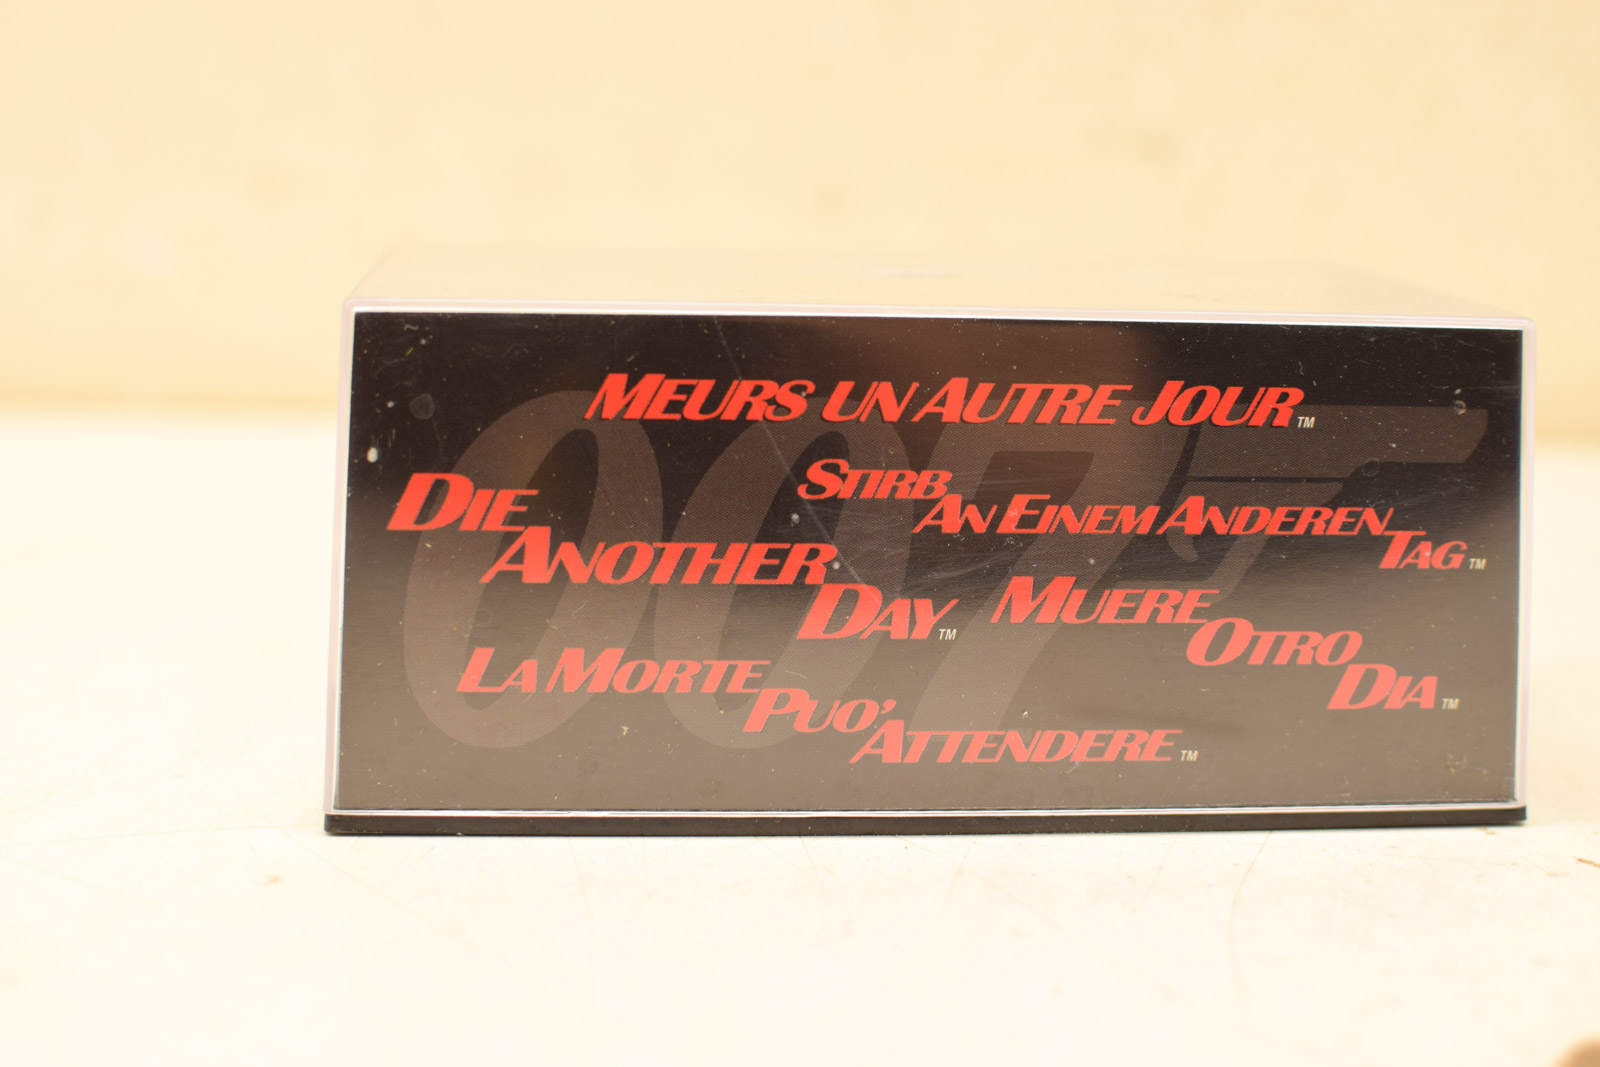 MEURS UN AUTRE JOUR™
DIE
ANOTHER
DAY™
STIRB
AN EINEM ANDEREN
TAG™
MUERE
OTRO
DIA™
LA MORTE
PUO'
ATTENDERE™
007